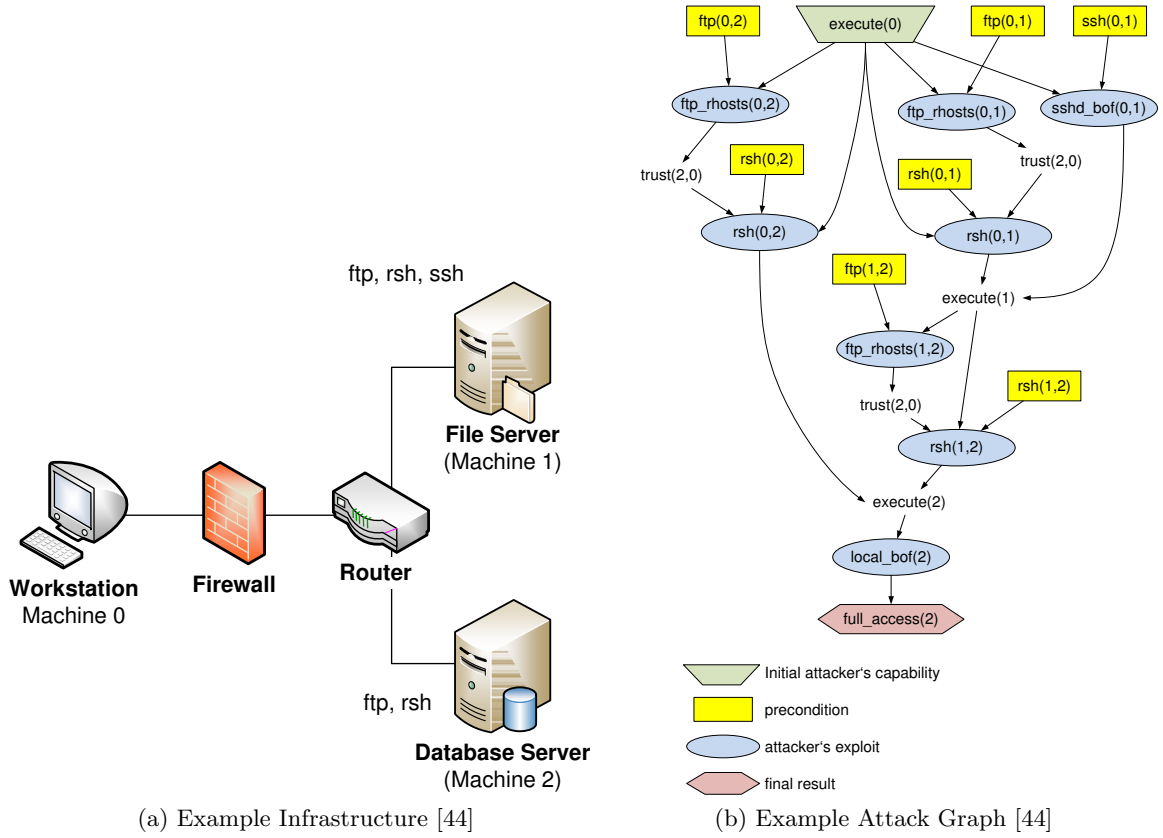 ftp, rsh, ssh
File Server
(Machine 1)
Workstation
Machine 0
Firewall
Router
ftp, rsh
Database Server
(Machine 2)
(a) Example Infrastructure [44]
ftp(0,2)
execute(0)
ftp(0,1)
ssh(0,1)
ftp_rhosts(0,2)
ftp_rhosts(0,1)
sshd_bof(0,1)
trust(2,0)
rsh(0,2)
rsh(0,1)
trust(2,0)
rsh(0,2)
rsh(0,1)
ftp(1,2)
execute(1)
ftp_rhosts(1,2)
trust(2,0)
rsh(1,2)
rsh(1,2)
execute(2)
local_bof(2)
full_access(2)
Initial attacker‘s capability
precondition
attacker‘s exploit
final result
(b) Example Attack Graph [44]